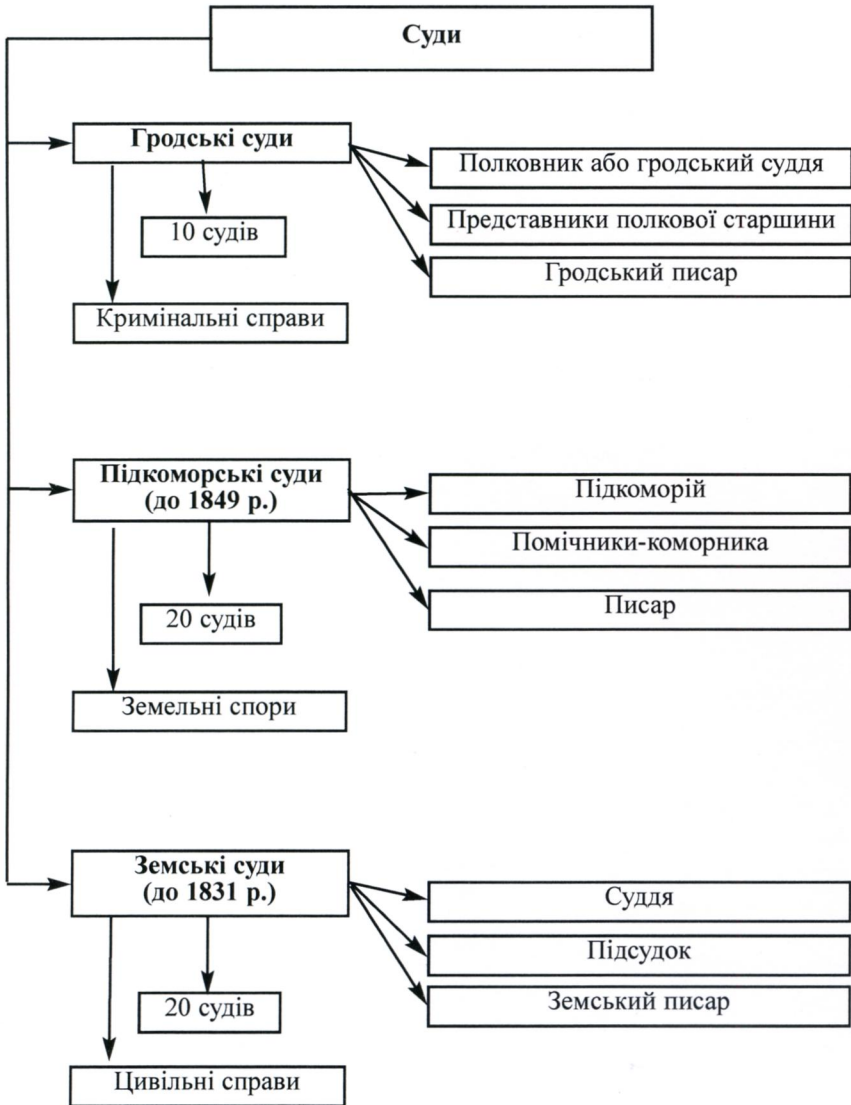 Суди
Гродські суди
Полковник або гродський суддя
Представники полкової старшини
10 судів
Гродський писар
Кримінальні справи
Підкоморські суди
(до 1849 р.)
Підкоморій
Помічники-коморника
Писар
20 судів
Земельні спори
Земські суди
(до 1831 р.)
Суддя
Підсудок
Земський писар
20 судів
Цивільні справи